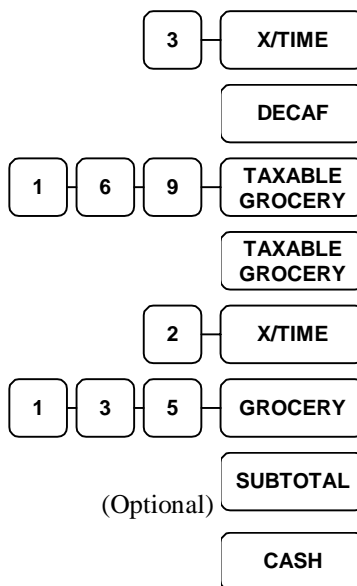 3 X/TIME
DECAF
1 6 9 TAXABLE
GROCERY
TAXABLE
GROCERY
2 X/TIME
1 3 5 GROCERY
(Optional) SUBTOTAL
CASH